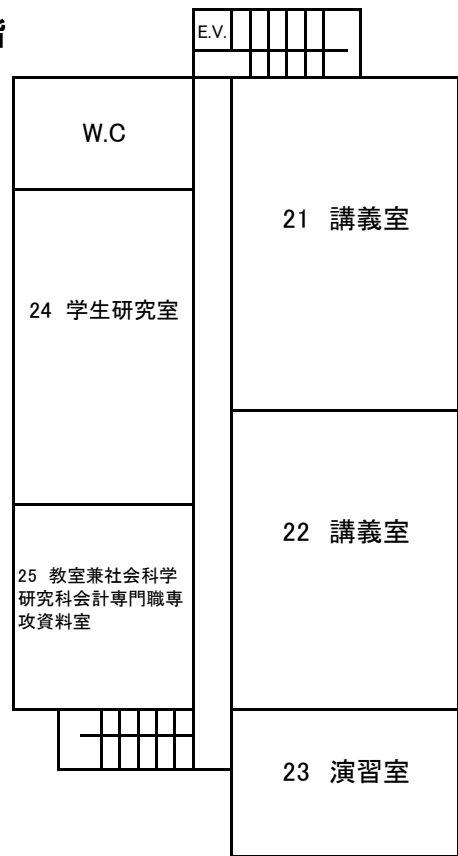 階
E.V.
W.C
21 講義室
24 学生研究室
22 講義室
25 教室兼社会科学
研究科会計専門職専
攻資料室
23 演習室